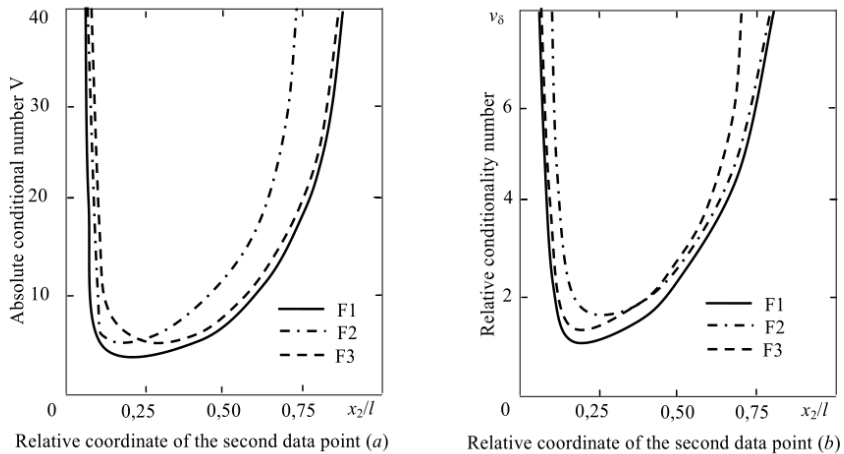 40
30
20
10
0
0,25
0,50
0,75
x₂/l
Absolute conditional number V
F1
F2
F3
Relative coordinate of the second data point (a)
vδ
6
4
2
0
0,25
0,50
0,75
x₂/l
Relative conditionality number
F1
F2
F3
Relative coordinate of the second data point (b)